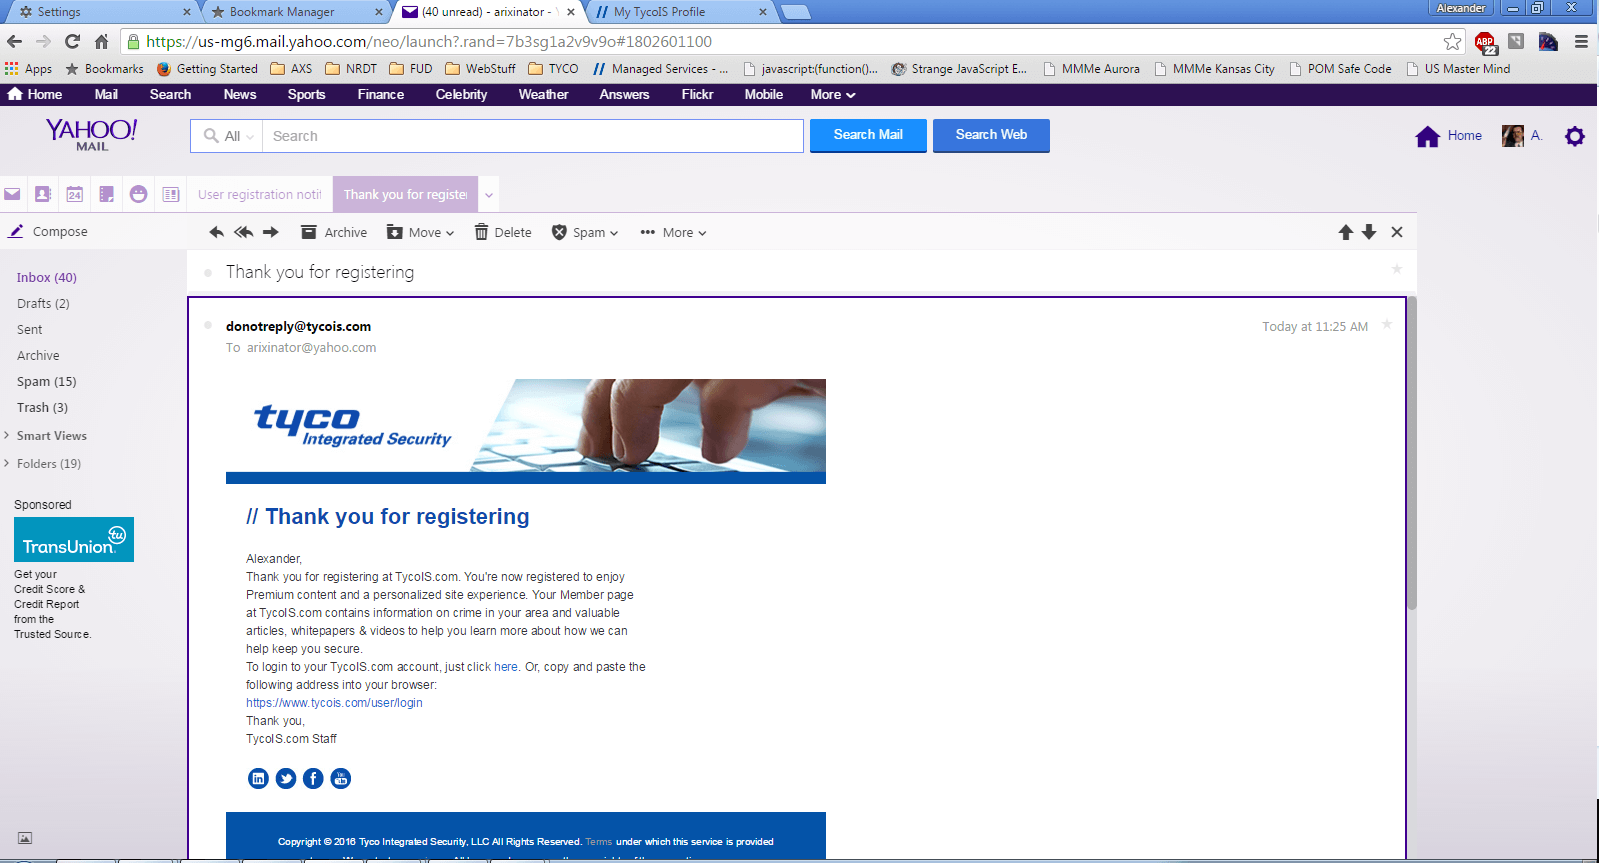 Settings
Bookmark Manager
(40 unread) - arixinator -
My TycoIS Profile
Alexander
https://us-mg6.mail.yahoo.com/neo/launch?.rand=7b3sg1a2v9v9o#1802601100
ABP
22
Apps
Bookmarks
Getting Started
AXS
NRDT
FUD
WebStuff
TYCO
Managed Services - ...
javascript:(function()...
Strange JavaScript E...
MMMe Aurora
MMMe Kansas City
POM Safe Code
US Master Mind
Home
Mail
Search
News
Sports
Finance
Celebrity
Weather
Answers
Flickr
Mobile
More
YAHOO!
MAIL
All
Search
Search Mail
Search Web
Home
A.
24
User registration noti
Thank you for register
Compose
Archive
Move
Delete
Spam
More
Inbox (40)
Drafts (2)
Sent
Archive
Spam (15)
Trash (3)
Smart Views
Folders (19)
Sponsored
tu
TransUnion.
Get your
Credit Score &
Credit Report
from the
Trusted Source.
Thank you for registering
donotreply@tycois.com
Today at 11:25 AM
To arixinator@yahoo.com
tyco
Integrated Security
// Thank you for registering
Alexander,
Thank you for registering at TycoIS.com. You're now registered to enjoy
Premium content and a personalized site experience. Your Member page
at TycoIS.com contains information on crime in your area and valuable
articles, whitepapers & videos to help you learn more about how we can
help keep you secure.
To login to your TycoIS.com account, just click here. Or, copy and paste the
following address into your browser:
https://www.tycois.com/user/login
Thank you,
TycoIS.com Staff
in
f
You
Copyright © 2016 Tyco Integrated Security, LLC All Rights Reserved. Terms under which this service is provided